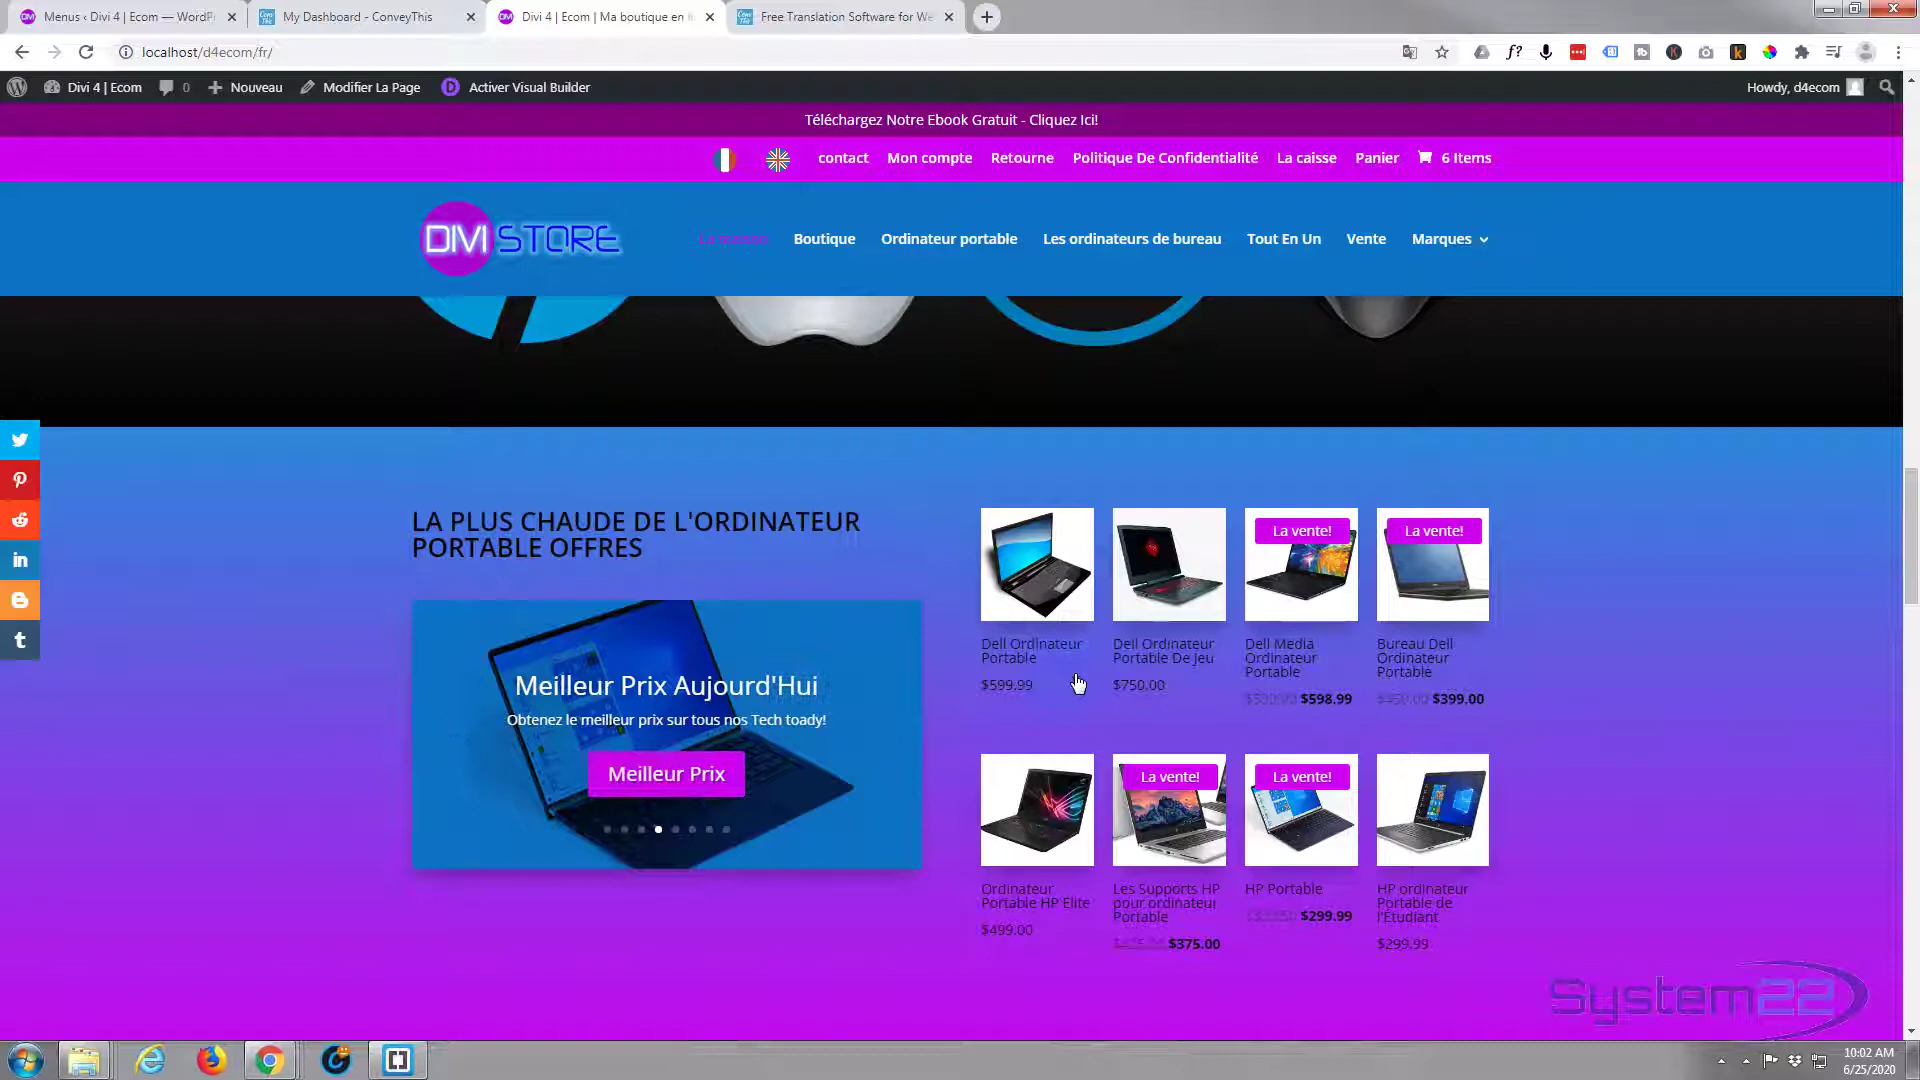 Menus ‹ Divi 4 | Ecom — WordP
My Dashboard - ConveyThis
Divi 4 | Ecom | Ma boutique en
Free Translation Software for We
localhost/d4ecom/fr/
Divi 4 | Ecom
0
Nouveau
Modifier La Page
Activer Visual Builder
Howdy, d4ecom
Téléchargez Notre Ebook Gratuit - Cliquez Ici!
contact
Mon compte
Retourne
Politique De Confidentialité
La caisse
Panier
6 Items
DIVI STORE
La maison
Boutique
Ordinateur portable
Les ordinateurs de bureau
Tout En Un
Vente
Marques
LA PLUS CHAUDE DE L'ORDINATEUR
PORTABLE OFFRES
Meilleur Prix Aujourd'Hui
Obtenez le meilleur prix sur tous nos Tech toady!
Meilleur Prix
La vente!
La vente!
Dell Ordinateur
Portable
$599.99
Dell Ordinateur
Portable De Jeu
$750.00
Dell Media
Ordinateur
Portable
$598.99
Bureau Dell
Ordinateur
Portable
$399.00
La vente!
La vente!
Ordinateur
Portable HP Elite
$499.00
Les Supports HP
pour ordinateur
Portable
$375.00
HP Portable
$299.99
HP ordinateur
Portable de
l'Étudiant
$299.99
System22
10:02 AM
6/25/2020